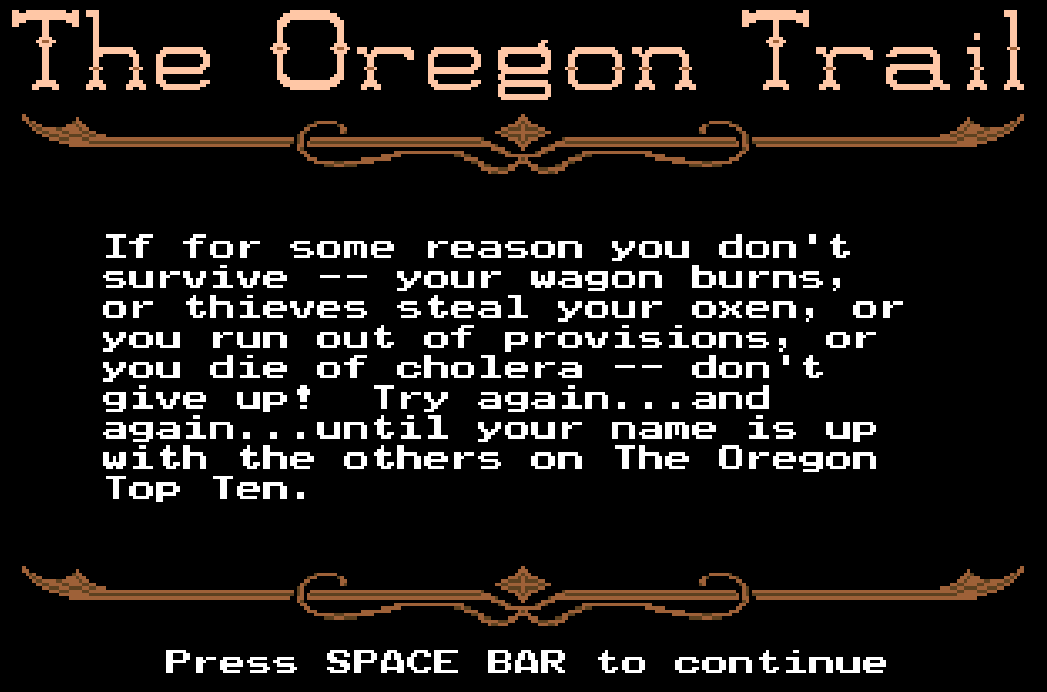 The Oregon Trail
If for some reason you don't
survive -- your wagon burns,
or thieves steal your oxen, or
you run out of provisions, or
you die of cholera -- don't
give up!  Try again...and
again...until your name is up
with the others on The Oregon
Top Ten.
Press SPACE BAR to continue